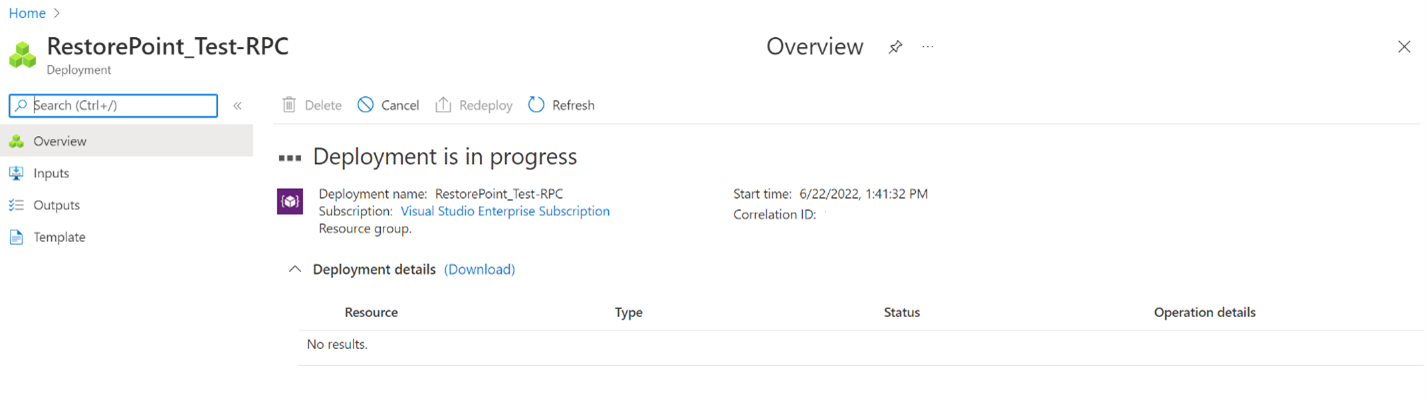 Home >
RestorePoint_Test-RPC
Deployment
Overview ...
Search (Ctrl+/) «
Overview
Inputs
Outputs
Template
Delete Cancel Redeploy Refresh
Deployment is in progress
Deployment name: RestorePoint_Test-RPC
Subscription: Visual Studio Enterprise Subscription
Resource group.
Start time: 6/22/2022, 1:41:32 PM
Correlation ID:
Deployment details (Download)
Resource Type Status Operation details
No results.